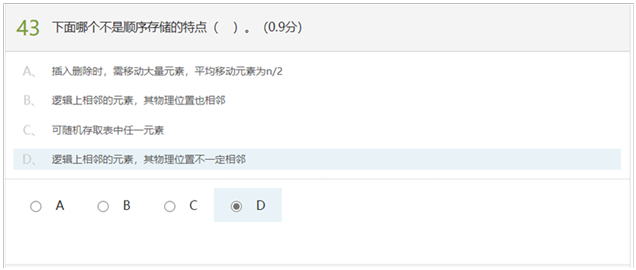 43 下面哪个不是顺序存储的特点（ ）。（0.9分）
A、 插入删除时，需移动大量元素，平均移动元素为n/2
B、 逻辑上相邻的元素，其物理位置也相邻
C、 可随机存取表中任一元素
D、 逻辑上相邻的元素，其物理位置不一定相邻
A B C D